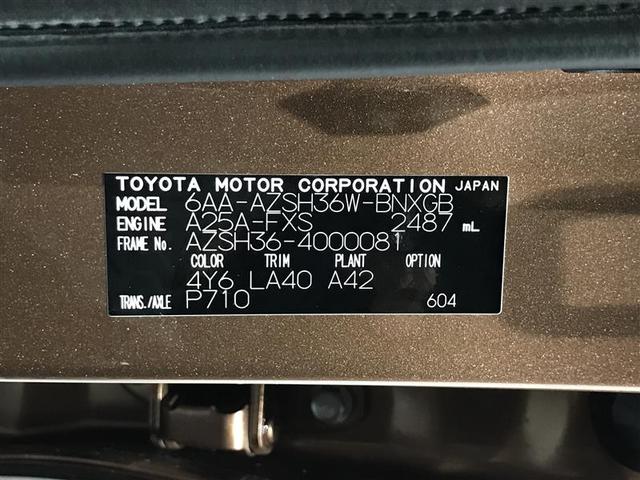 TOYOTA MOTOR CORPORATION JAPAN
MODEL 6AA-AZSH36W-BNXGB
ENGINE A25A-FXS 2487 mL
FRAME No. AZSH36-4000081
COLOR TRIM PLANT OPTION
4Y6 LA40 A42
TRANS./AXLE P710 604